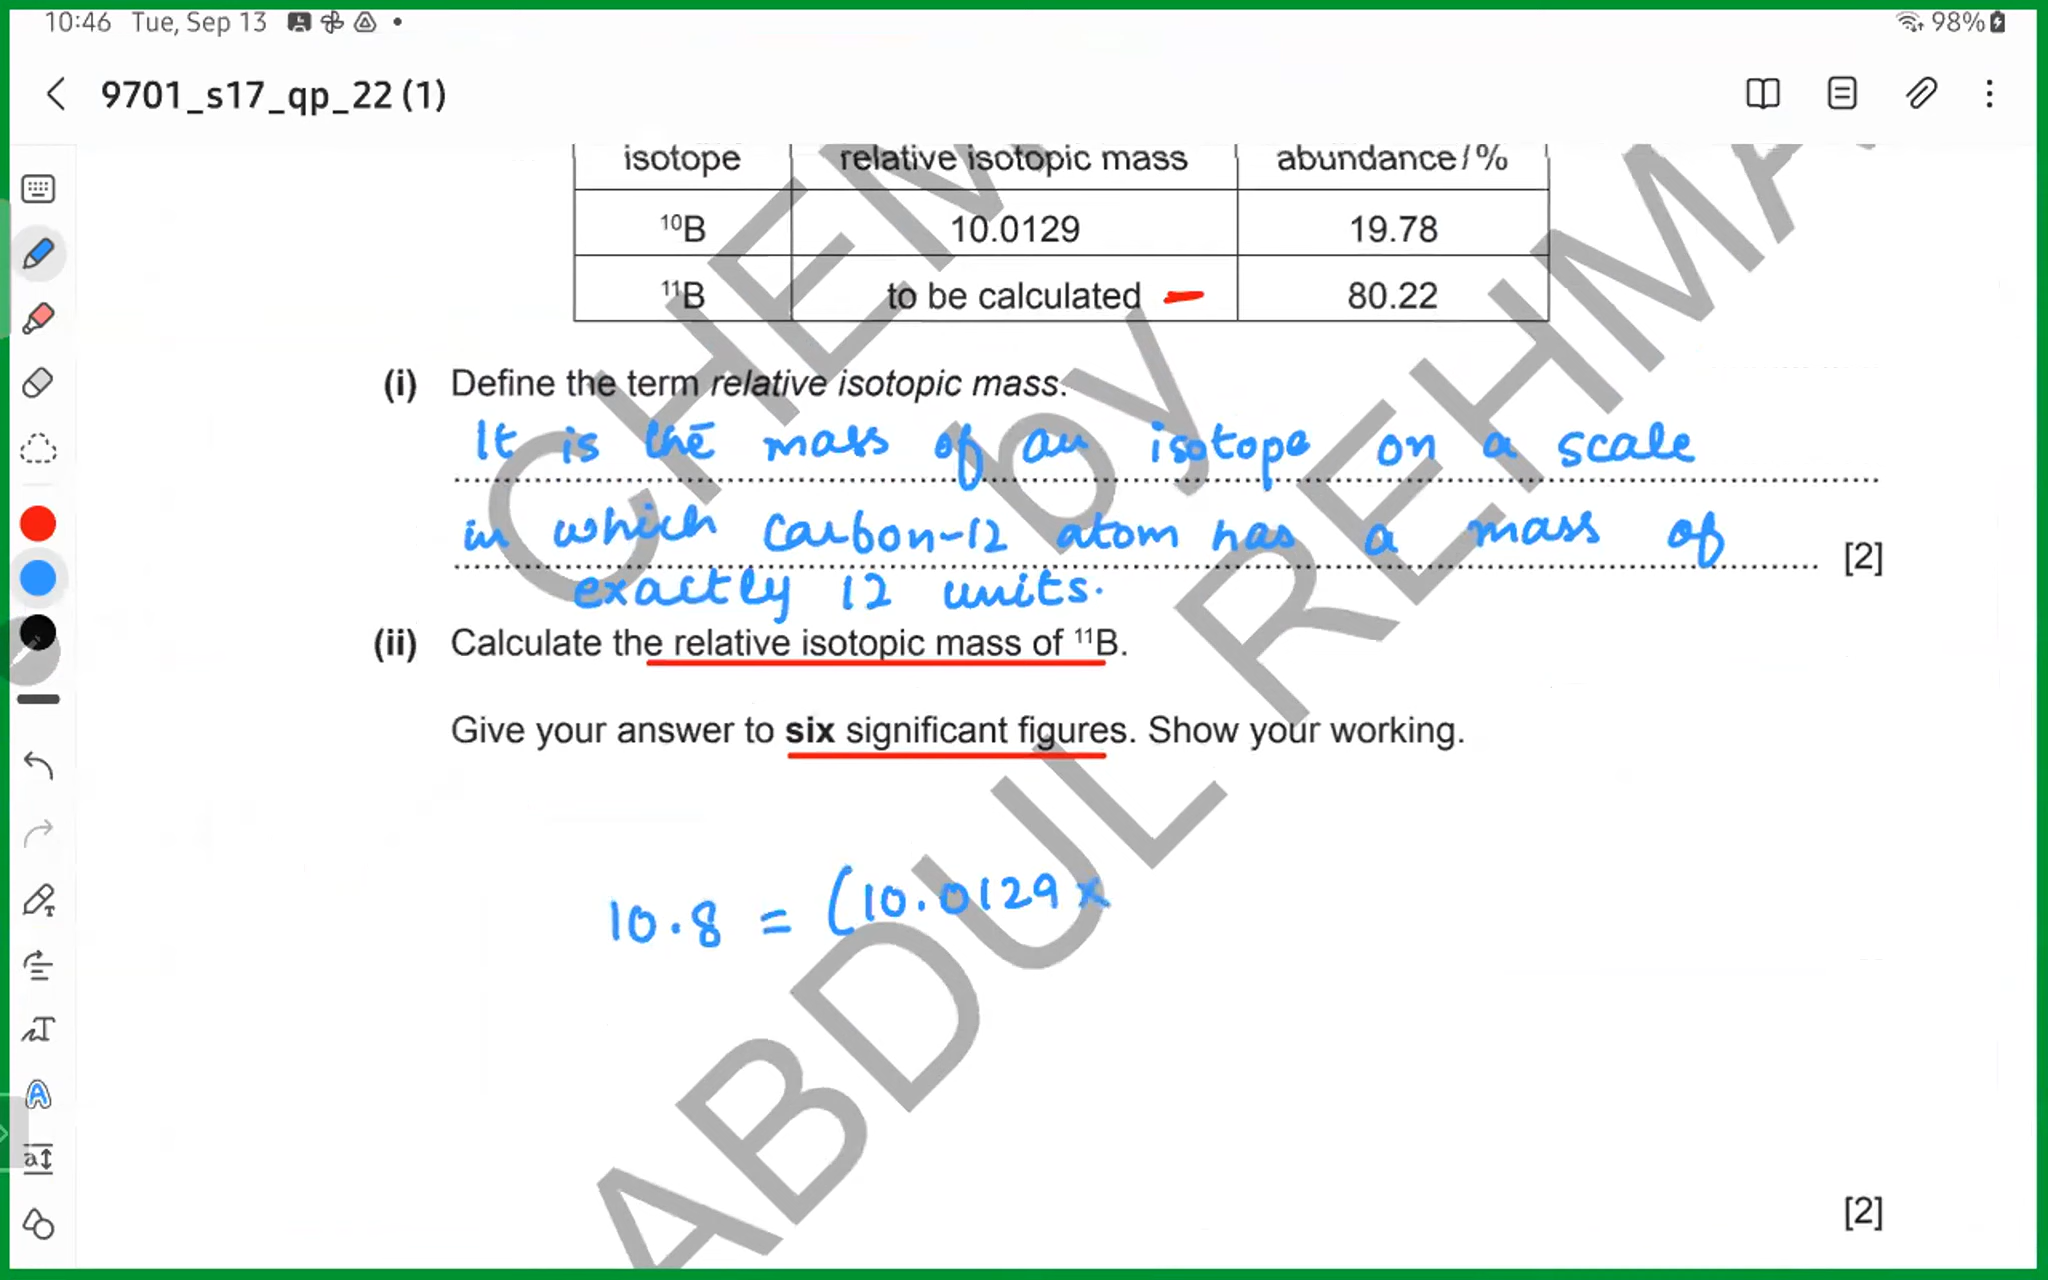 10:46 Tue, Sep 13 98%
9701_s17_qp_22 (1)
isotope relative isotopic mass abundance / %
¹⁰B 10.0129 19.78
¹¹B to be calculated 80.22
(i) Define the term relative isotopic mass.
It is the mass of an isotope on a scale
in which carbon-12 atom has a mass of [2]
exactly 12 units.
(ii) Calculate the relative isotopic mass of ¹¹B.
Give your answer to six significant figures. Show your working.
10.8 = (10.0129 x
[2]
CHEM
by
ABDUL REHMA